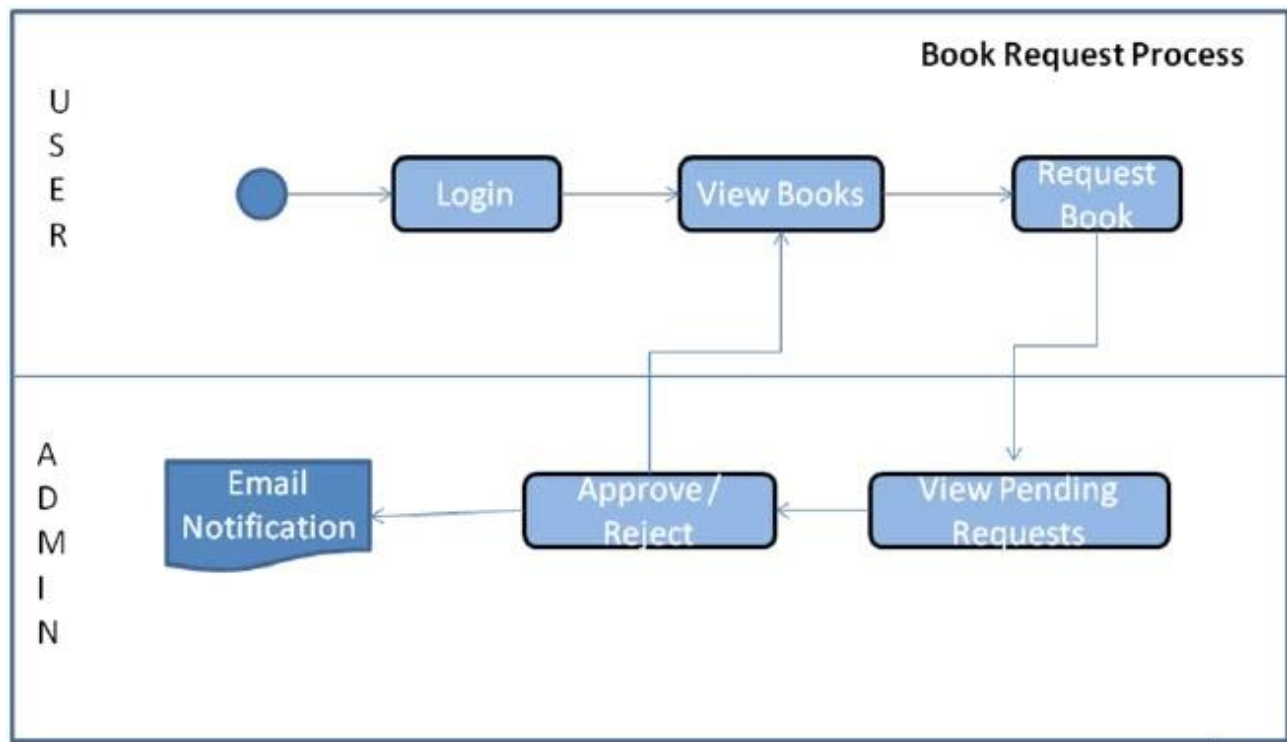 Book Request Process
U
S
E
R
Login
View Books
Request
Book
A
D
M
I
N
Email
Notification
Approve /
Reject
View Pending
Requests